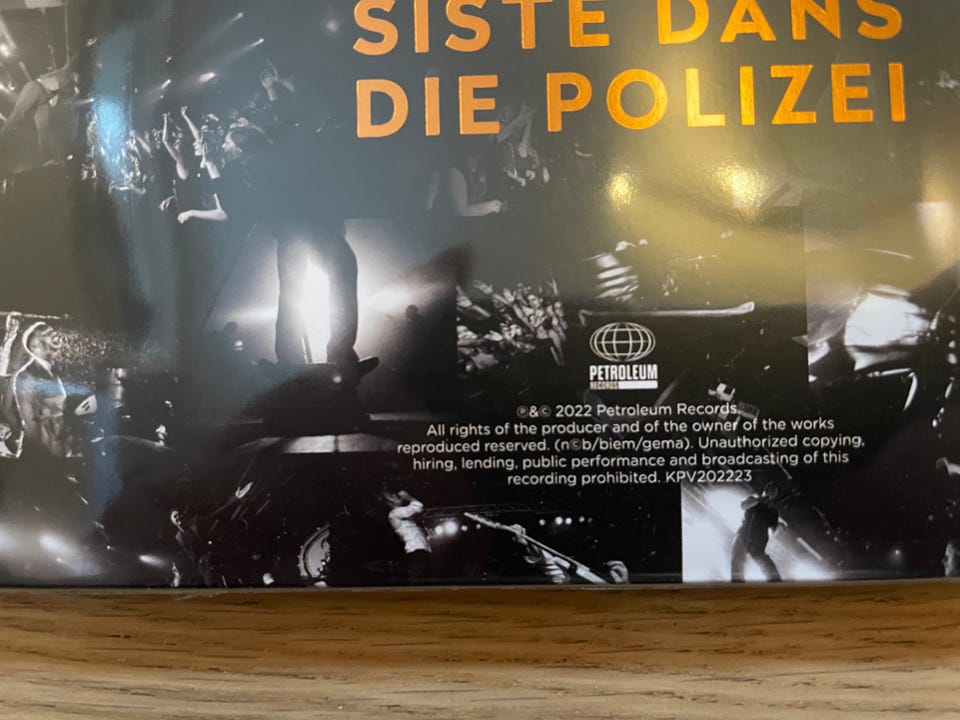 SISTE DANS
DIE POLIZEI
PETROLEUM
RECORDS
℗&© 2022 Petroleum Records.
All rights of the producer and of the owner of the works
reproduced reserved. (n©b/biem/gema). Unauthorized copying,
hiring, lending, public performance and broadcasting of this
recording prohibited. KPV202223